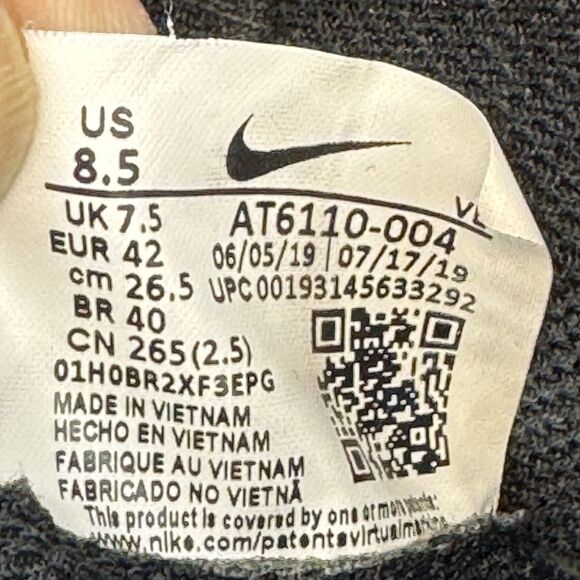 US
8.5
VL
UK 7.5
AT6110-004
EUR 42
06/05/19 | 07/17/19
cm 26.5
UPC 00193145633292
BR 40
CN 265 (2.5)
01H0BR2XF3EPG
MADE IN VIETNAM
HECHO EN VIETNAM
FABRIQUE AU VIETNAM
FABRICADO NO VIETNÃ
This product is covered by one or more
www.nike.com/patents